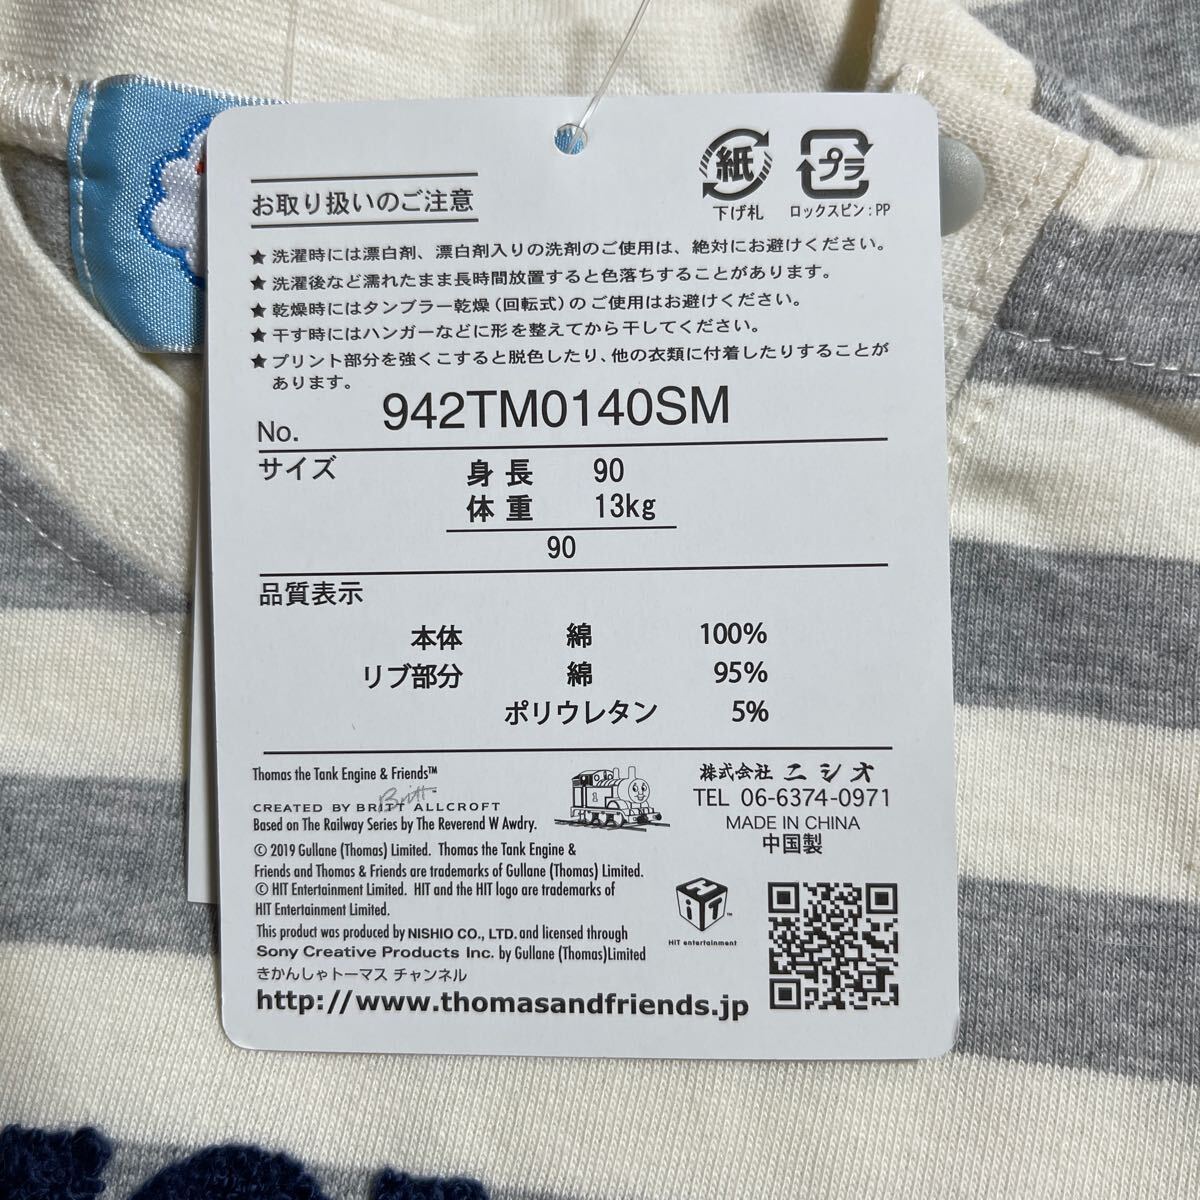 お取り扱いのご注意
紙
下げ札
プラ
ロックスピン:PP
★ 洗濯時には漂白剤、漂白剤入りの洗剤のご使用は、絶対にお避けください。
★ 洗濯後など濡れたまま長時間放置すると色落ちすることがあります。
★ 乾燥時にはタンブラー乾燥(回転式)のご使用はお避けください。
★ 干す時にはハンガーなどに形を整えてから干してください。
★ プリント部分を強くこすると脱色したり、他の衣類に付着したりすることが
あります。
No. 942TM0140SM
サイズ 身長 90
体重 13kg
90
品質表示
本体 綿 100%
リブ部分 綿 95%
ポリウレタン 5%
Thomas the Tank Engine & Friends™
CREATED BY BRITT ALLCROFT
Britt
Based on The Railway Series by The Reverend W Awdry.
© 2019 Gullane (Thomas) Limited. Thomas the Tank Engine &
Friends and Thomas & Friends are trademarks of Gullane (Thomas) Limited.
© HIT Entertainment Limited. HIT and the HIT logo are trademarks of
HIT Entertainment Limited.
This product was produced by NISHIO CO., LTD. and licensed through
Sony Creative Products Inc. by Gullane (Thomas)Limited
きかんしゃトーマス チャンネル
http://www.thomasandfriends.jp
1
株式会社 ニシオ
TEL 06-6374-0971
MADE IN CHINA
中国製
HiT™
HIT entertainment